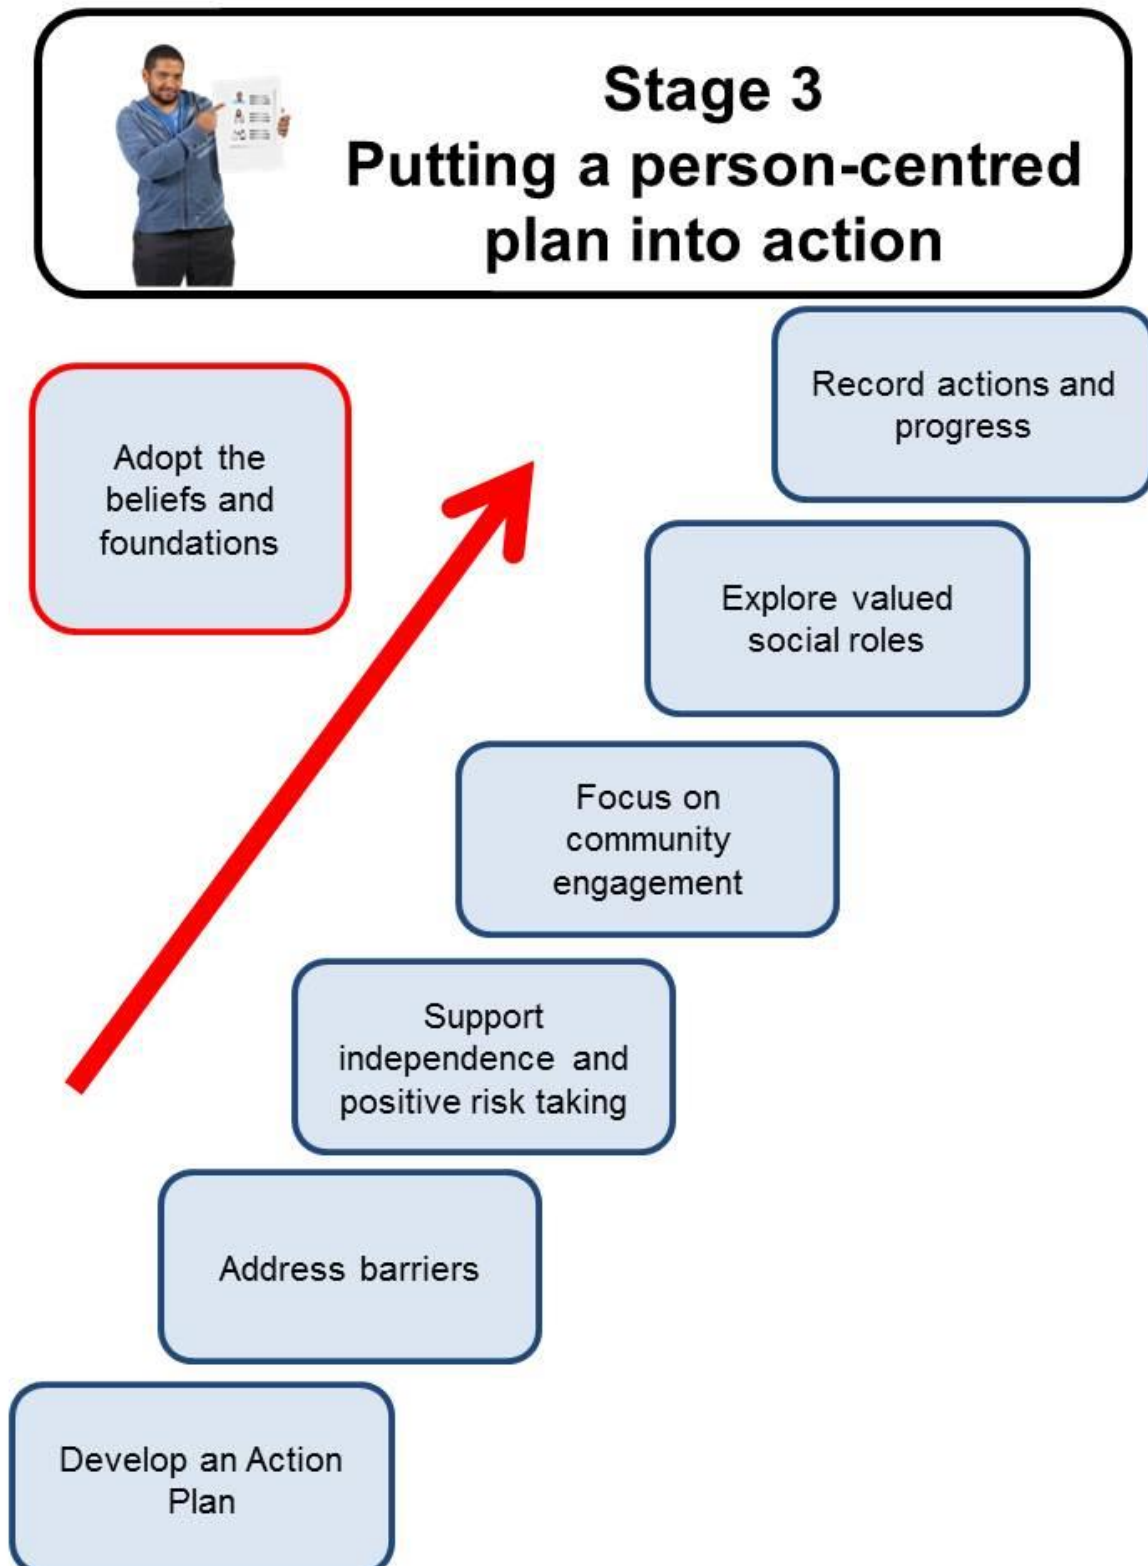 Stage 3
Putting a person-centred
plan into action
Record actions and
progress
Adopt the
beliefs and
foundations
Explore valued
social roles
Focus on
community
engagement
Support
independence and
positive risk taking
Address barriers
Develop an Action
Plan